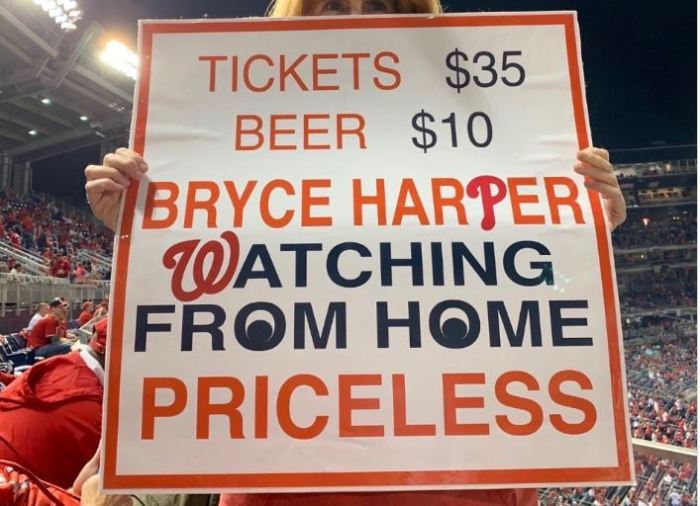 TICKETS $35
BEER $10
BRYCE HARPER
WATCHING
FROM HOME
PRICELESS